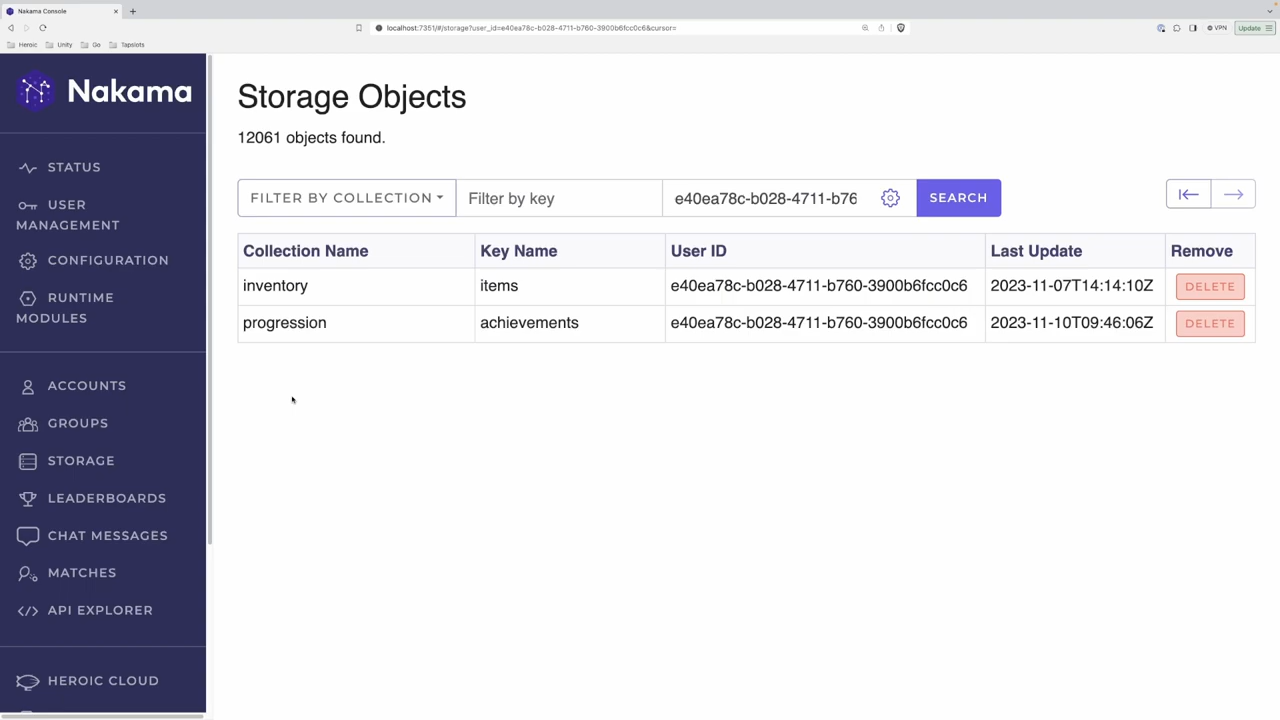 Nakama Console
localhost:7351/#/storage?user_id=e40ea78c-b028-4711-b760-3900b6fcc0c6&cursor=
VPN
Update
Heroic
Unity
Go
Tapslots
Nakama
STATUS
USER
MANAGEMENT
CONFIGURATION
RUNTIME
MODULES
ACCOUNTS
GROUPS
STORAGE
LEADERBOARDS
CHAT MESSAGES
MATCHES
API EXPLORER
HEROIC CLOUD
Storage Objects
12061 objects found.
FILTER BY COLLECTION
Filter by key
e40ea78c-b028-4711-b76
SEARCH
Collection Name Key Name User ID Last Update Remove
inventory items e40ea78c-b028-4711-b760-3900b6fcc0c6 2023-11-07T14:14:10Z DELETE
progression achievements e40ea78c-b028-4711-b760-3900b6fcc0c6 2023-11-10T09:46:06Z DELETE